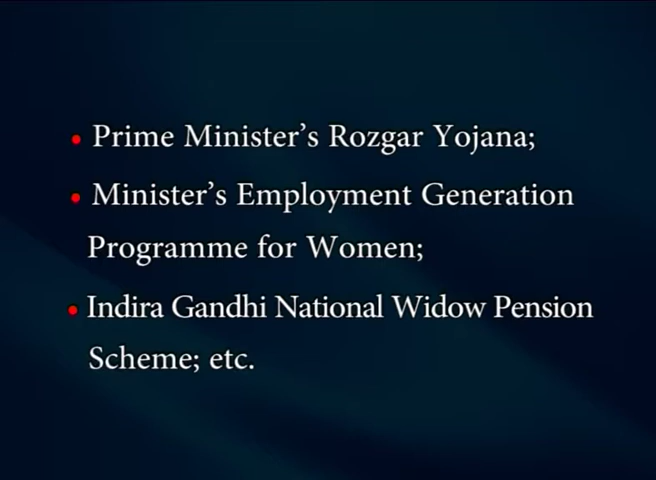 • Prime Minister’s Rozgar Yojana;
• Minister’s Employment Generation
Programme for Women;
• Indira Gandhi National Widow Pension
Scheme; etc.